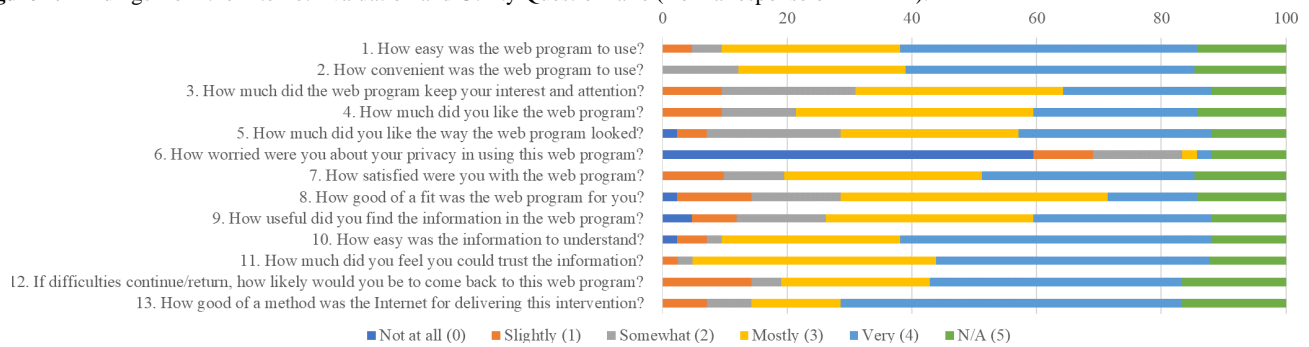 0 20 40 60 80 100
1. How easy was the web program to use?
2. How convenient was the web program to use?
3. How much did the web program keep your interest and attention?
4. How much did you like the web program?
5. How much did you like the way the web program looked?
6. How worried were you about your privacy in using this web program?
7. How satisfied were you with the web program?
8. How good of a fit was the web program for you?
9. How useful did you find the information in the web program?
10. How easy was the information to understand?
11. How much did you feel you could trust the information?
12. If difficulties continue/return, how likely would you be to come back to this web program?
13. How good of a method was the Internet for delivering this intervention?
Not at all (0) Slightly (1) Somewhat (2) Mostly (3) Very (4) N/A (5)